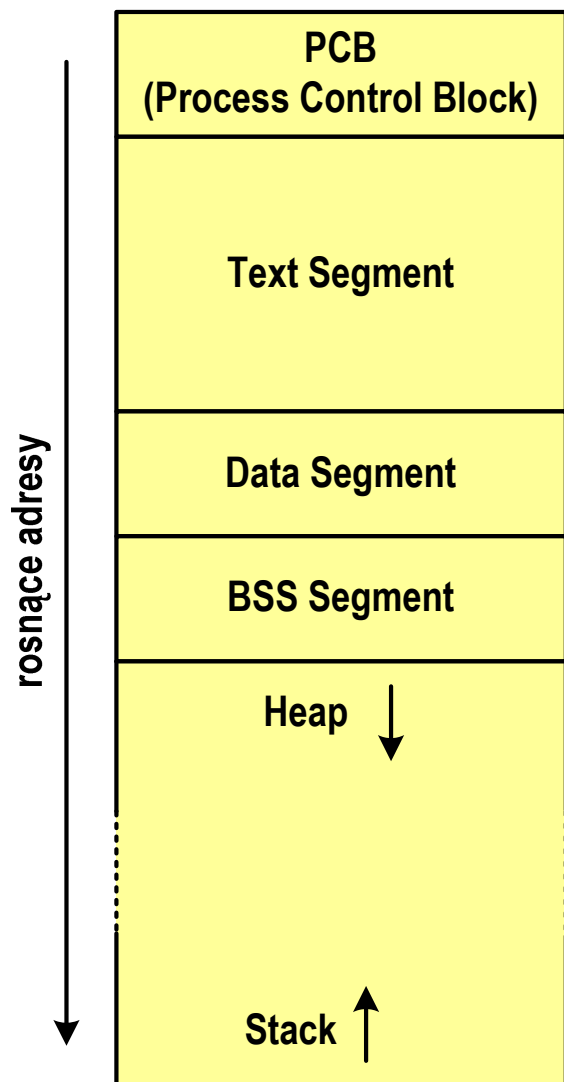 PCB
(Process Control Block)
Text Segment
Data Segment
BSS Segment
Heap
Stack
rosnące adresy